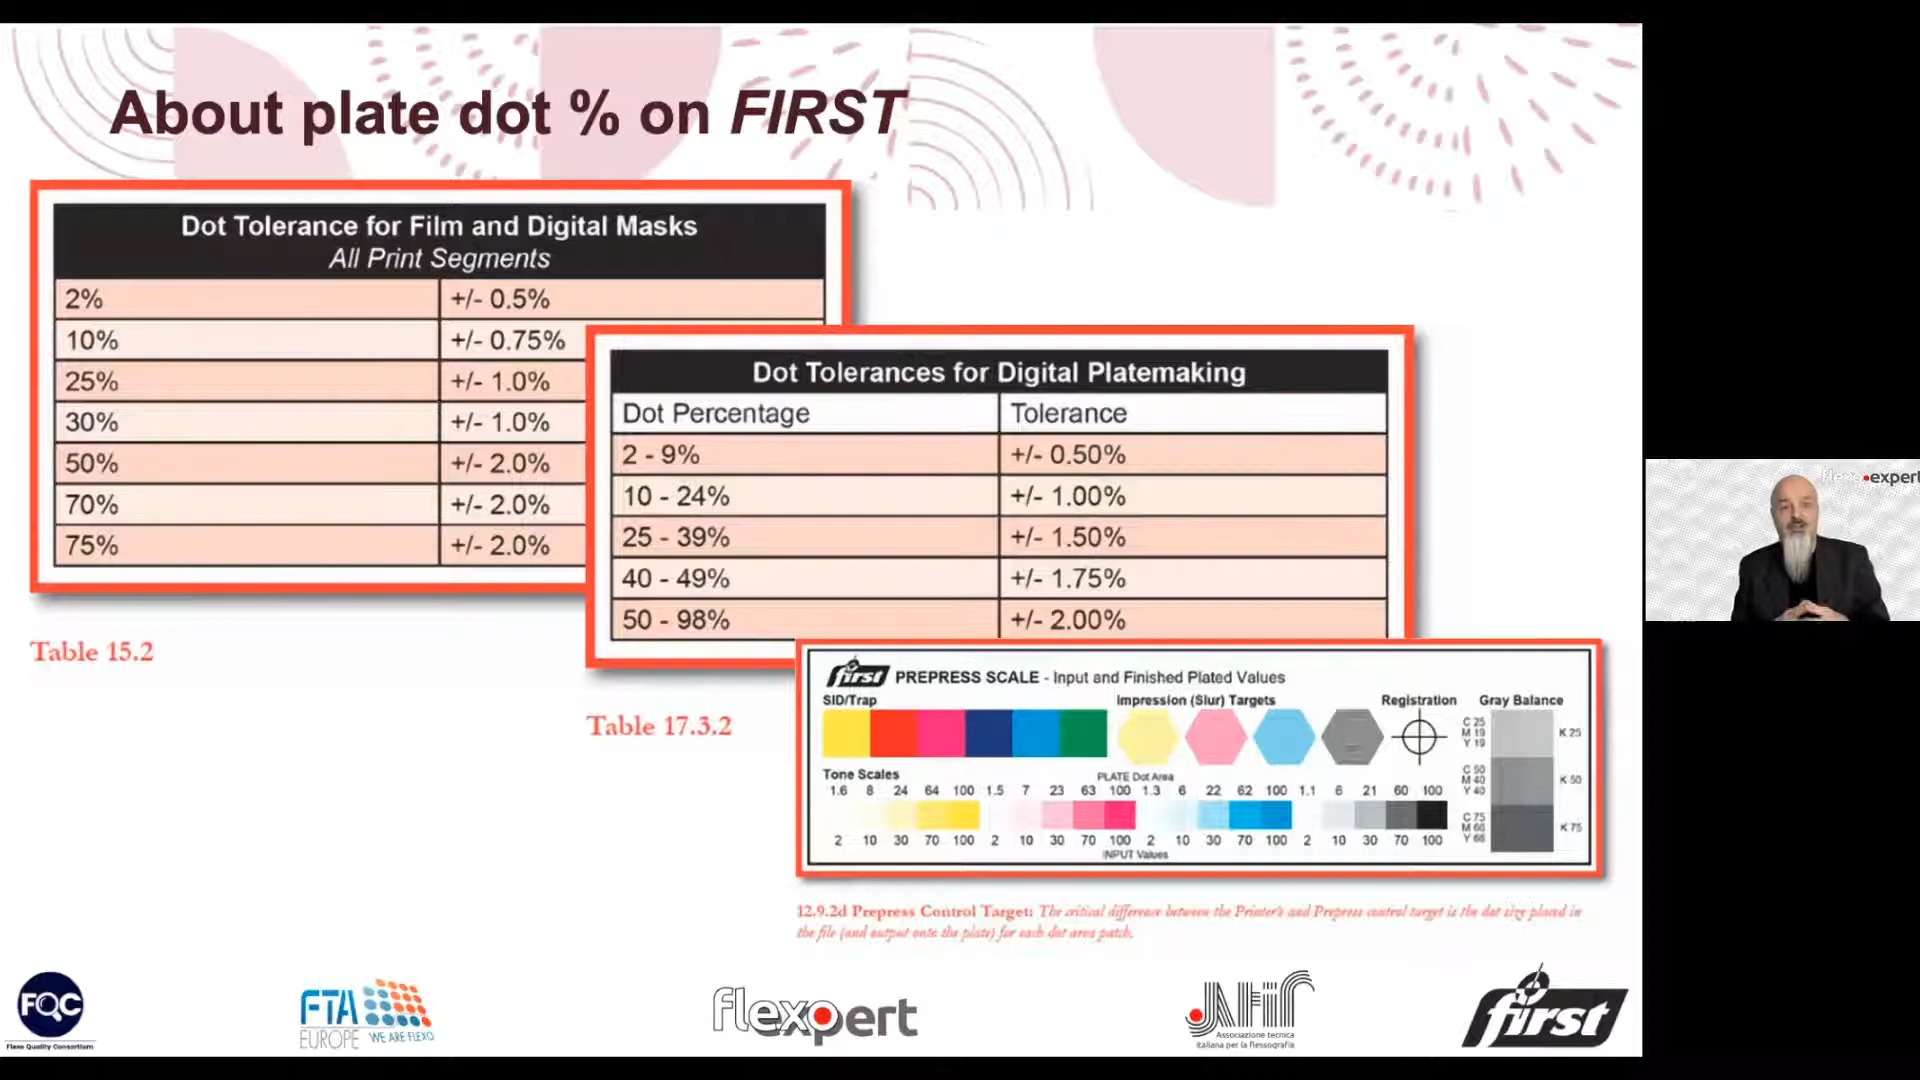 About plate dot % on FIRST
Dot Tolerance for Film and Digital Masks
All Print Segments
2% +/- 0.5%
10% +/- 0.75%
25% +/- 1.0%
30% +/- 1.0%
50% +/- 2.0%
70% +/- 2.0%
75% +/- 2.0%
Table 15.2
Dot Tolerances for Digital Platemaking
Dot Percentage Tolerance
2 - 9% +/- 0.50%
10 - 24% +/- 1.00%
25 - 39% +/- 1.50%
40 - 49% +/- 1.75%
50 - 98% +/- 2.00%
Table 17.3.2
first PREPRESS SCALE - Input and Finished Plated Values
SID/Trap Impression (Slur) Targets Registration Gray Balance
C 25
M 19
Y 19
K 25
C 50
M 40
Y 40
K 50
C 75
M 66
Y 66
K 75
Tone Scales PLATE Dot Area
1.6 8 24 64 100 1.5 7 23 63 100 1.3 6 22 62 100 1.1 6 21 60 100
2 10 30 70 100 2 10 30 70 100 2 10 30 70 100 2 10 30 70 100
INPUT Values
12.9.2d Prepress Control Target: The critical difference between the Printer's and Prepress control target is the dot size placed in
the file (and output onto the plate) for each dot area patch.
FQC
Flexo Quality Consortium
FTA
EUROPE WE ARE FLEXO
flexpert
Associazione tecnica
italiana per la flessografia
first
expert